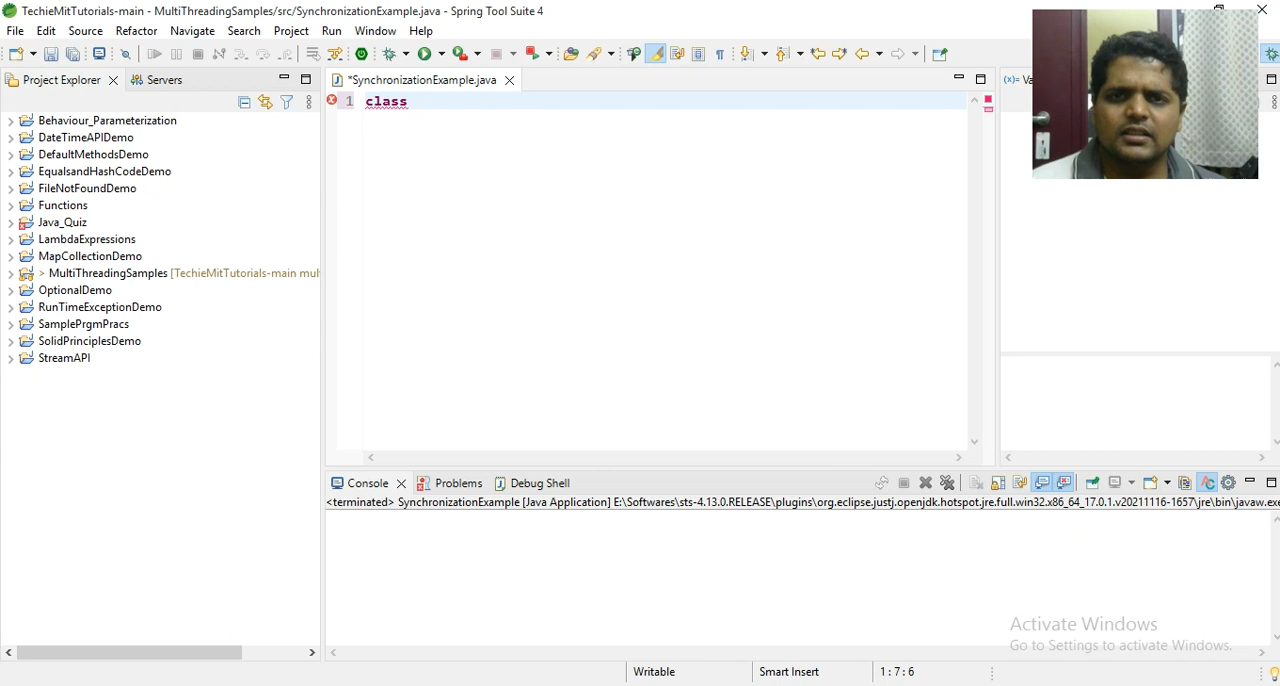 TechieMitTutorials-main - MultiThreadingSamples/src/SynchronizationExample.java - Spring Tool Suite 4
File Edit Source Refactor Navigate Search Project Run Window Help
Project Explorer
Servers
*SynchronizationExample.java
(x)= Va
1 class
Behaviour_Parameterization
DateTimeAPIDemo
DefaultMethodsDemo
EqualsandHashCodeDemo
FileNotFoundDemo
Functions
Java_Quiz
LambdaExpressions
MapCollectionDemo
> MultiThreadingSamples [TechieMitTutorials-main mul
OptionalDemo
RunTimeExceptionDemo
SamplePrgmPracs
SolidPrinciplesDemo
StreamAPI
Console
Problems
Debug Shell
<terminated> SynchronizationExample [Java Application] E:\Softwares\sts-4.13.0.RELEASE\plugins\org.eclipse.justj.openjdk.hotspot.jre.full.win32.x86_64_17.0.1.v20211116-1657\jre\bin\javaw.exe
Activate Windows
Go to Settings to activate Windows.
Writable
Smart Insert
1 : 7 : 6